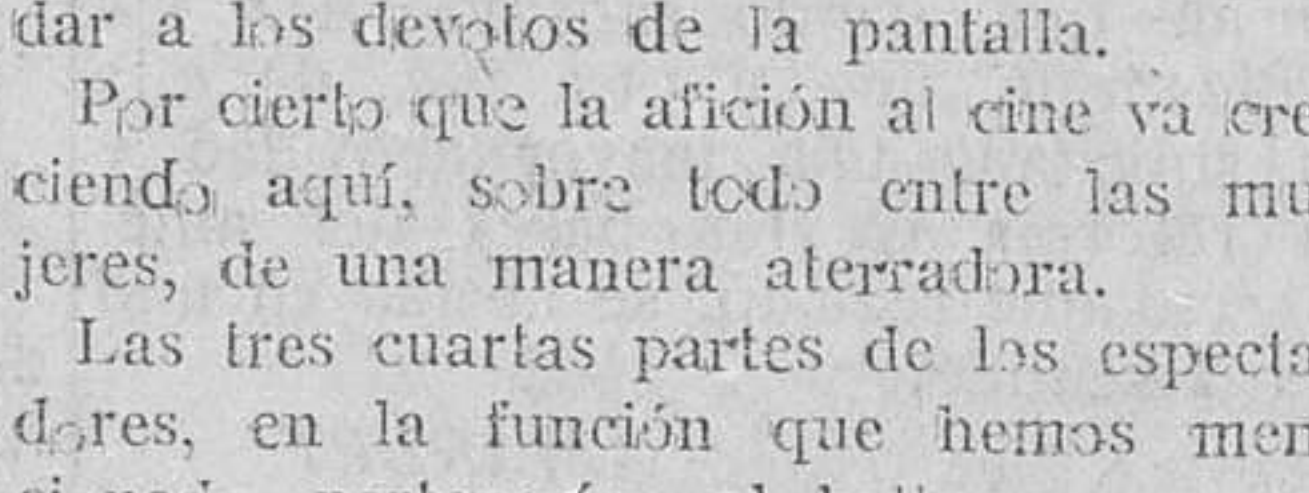 dar a los devotos de la pantalla.
Por cierto que la afición al cine va cre
ciendo aquí, sobre todo entre las mu
jeres, de una manera aterradora.
Las tres cuartas partes de los especta
dores, en la función que hemos men